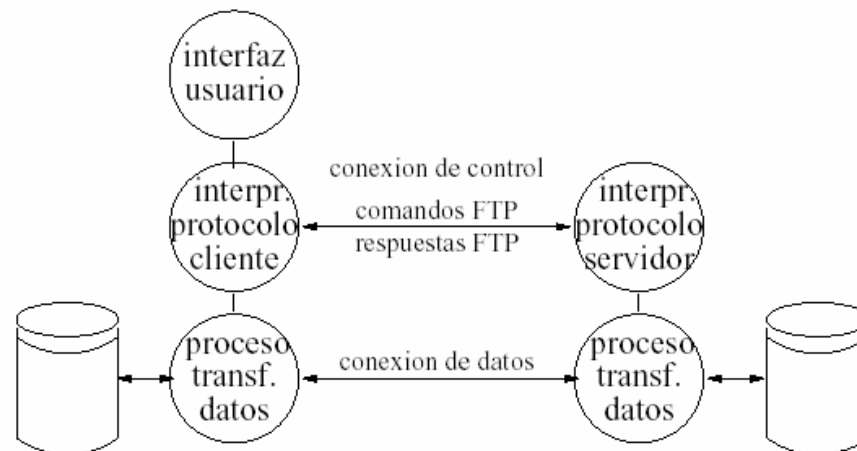 interfaz
usuario
conexion de control
interpr.
protocolo
cliente
comandos FTP
respuestas FTP
interpr.
protocolo
servidor
proceso
transf.
datos
conexion de datos
proceso
transf.
datos